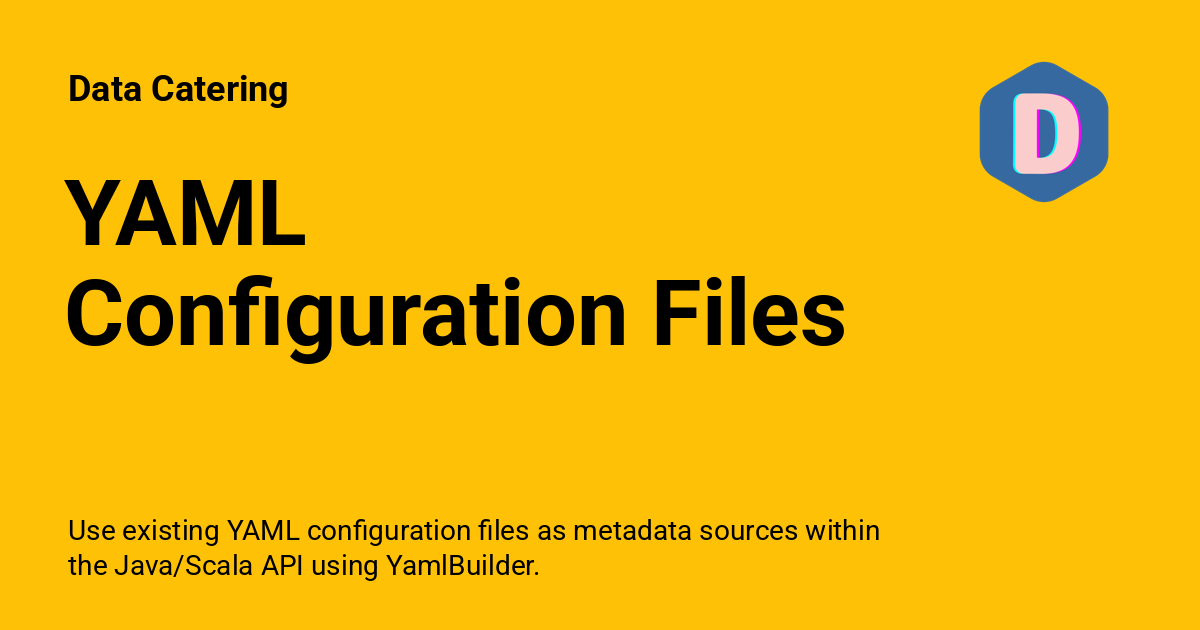 Data Catering
D
YAML
Configuration Files
Use existing YAML configuration files as metadata sources within
the Java/Scala API using YamlBuilder.